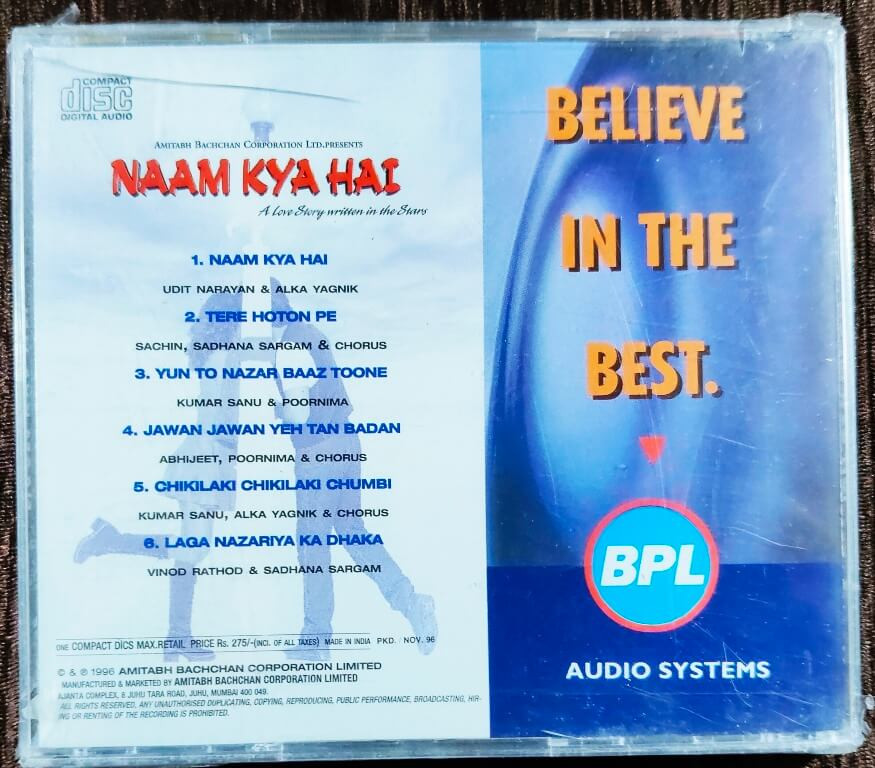 COMPACT
disc
DIGITAL AUDIO
AMITABH BACHCHAN CORPORATION LTD.PRESENTS
NAAM KYA HAI
A Love Story written in the Stars
1. NAAM KYA HAI
UDIT NARAYAN & ALKA YAGNIK
2. TERE HOTON PE
SACHIN, SADHANA SARGAM & CHORUS
3. YUN TO NAZAR BAAZ TOONE
KUMAR SANU & POORNIMA
4. JAWAN JAWAN YEH TAN BADAN
ABHIJEET, POORNIMA & CHORUS
5. CHIKILAKI CHIKILAKI CHUMBI
KUMAR SANU, ALKA YAGNIK & CHORUS
6. LAGA NAZARIYA KA DHAKA
VINOD RATHOD & SADHANA SARGAM
ONE COMPACT DICS MAX.RETAIL PRICE Rs. 275/-(INCL. OF ALL TAXES) MADE IN INDIA PKD. NOV. 96
© & ℗ 1996 AMITABH BACHCHAN CORPORATION LIMITED
MANUFACTURED & MARKETED BY AMITABH BACHCHAN CORPORATION LIMITED
AJANTA COMPLEX, 8 JUHU TARA ROAD, JUHU, MUMBAI 400 049.
ALL RIGHTS RESERVED, ANY UNAUTHORISED DUPLICATING, COPYING, REPRODUCING, PUBLIC PERFORMANCE, BROADCASTING, HIR-
ING OR RENTING OF THE RECORDING IS PROHIBITED.
BELIEVE
IN THE
BEST.
BPL
AUDIO SYSTEMS